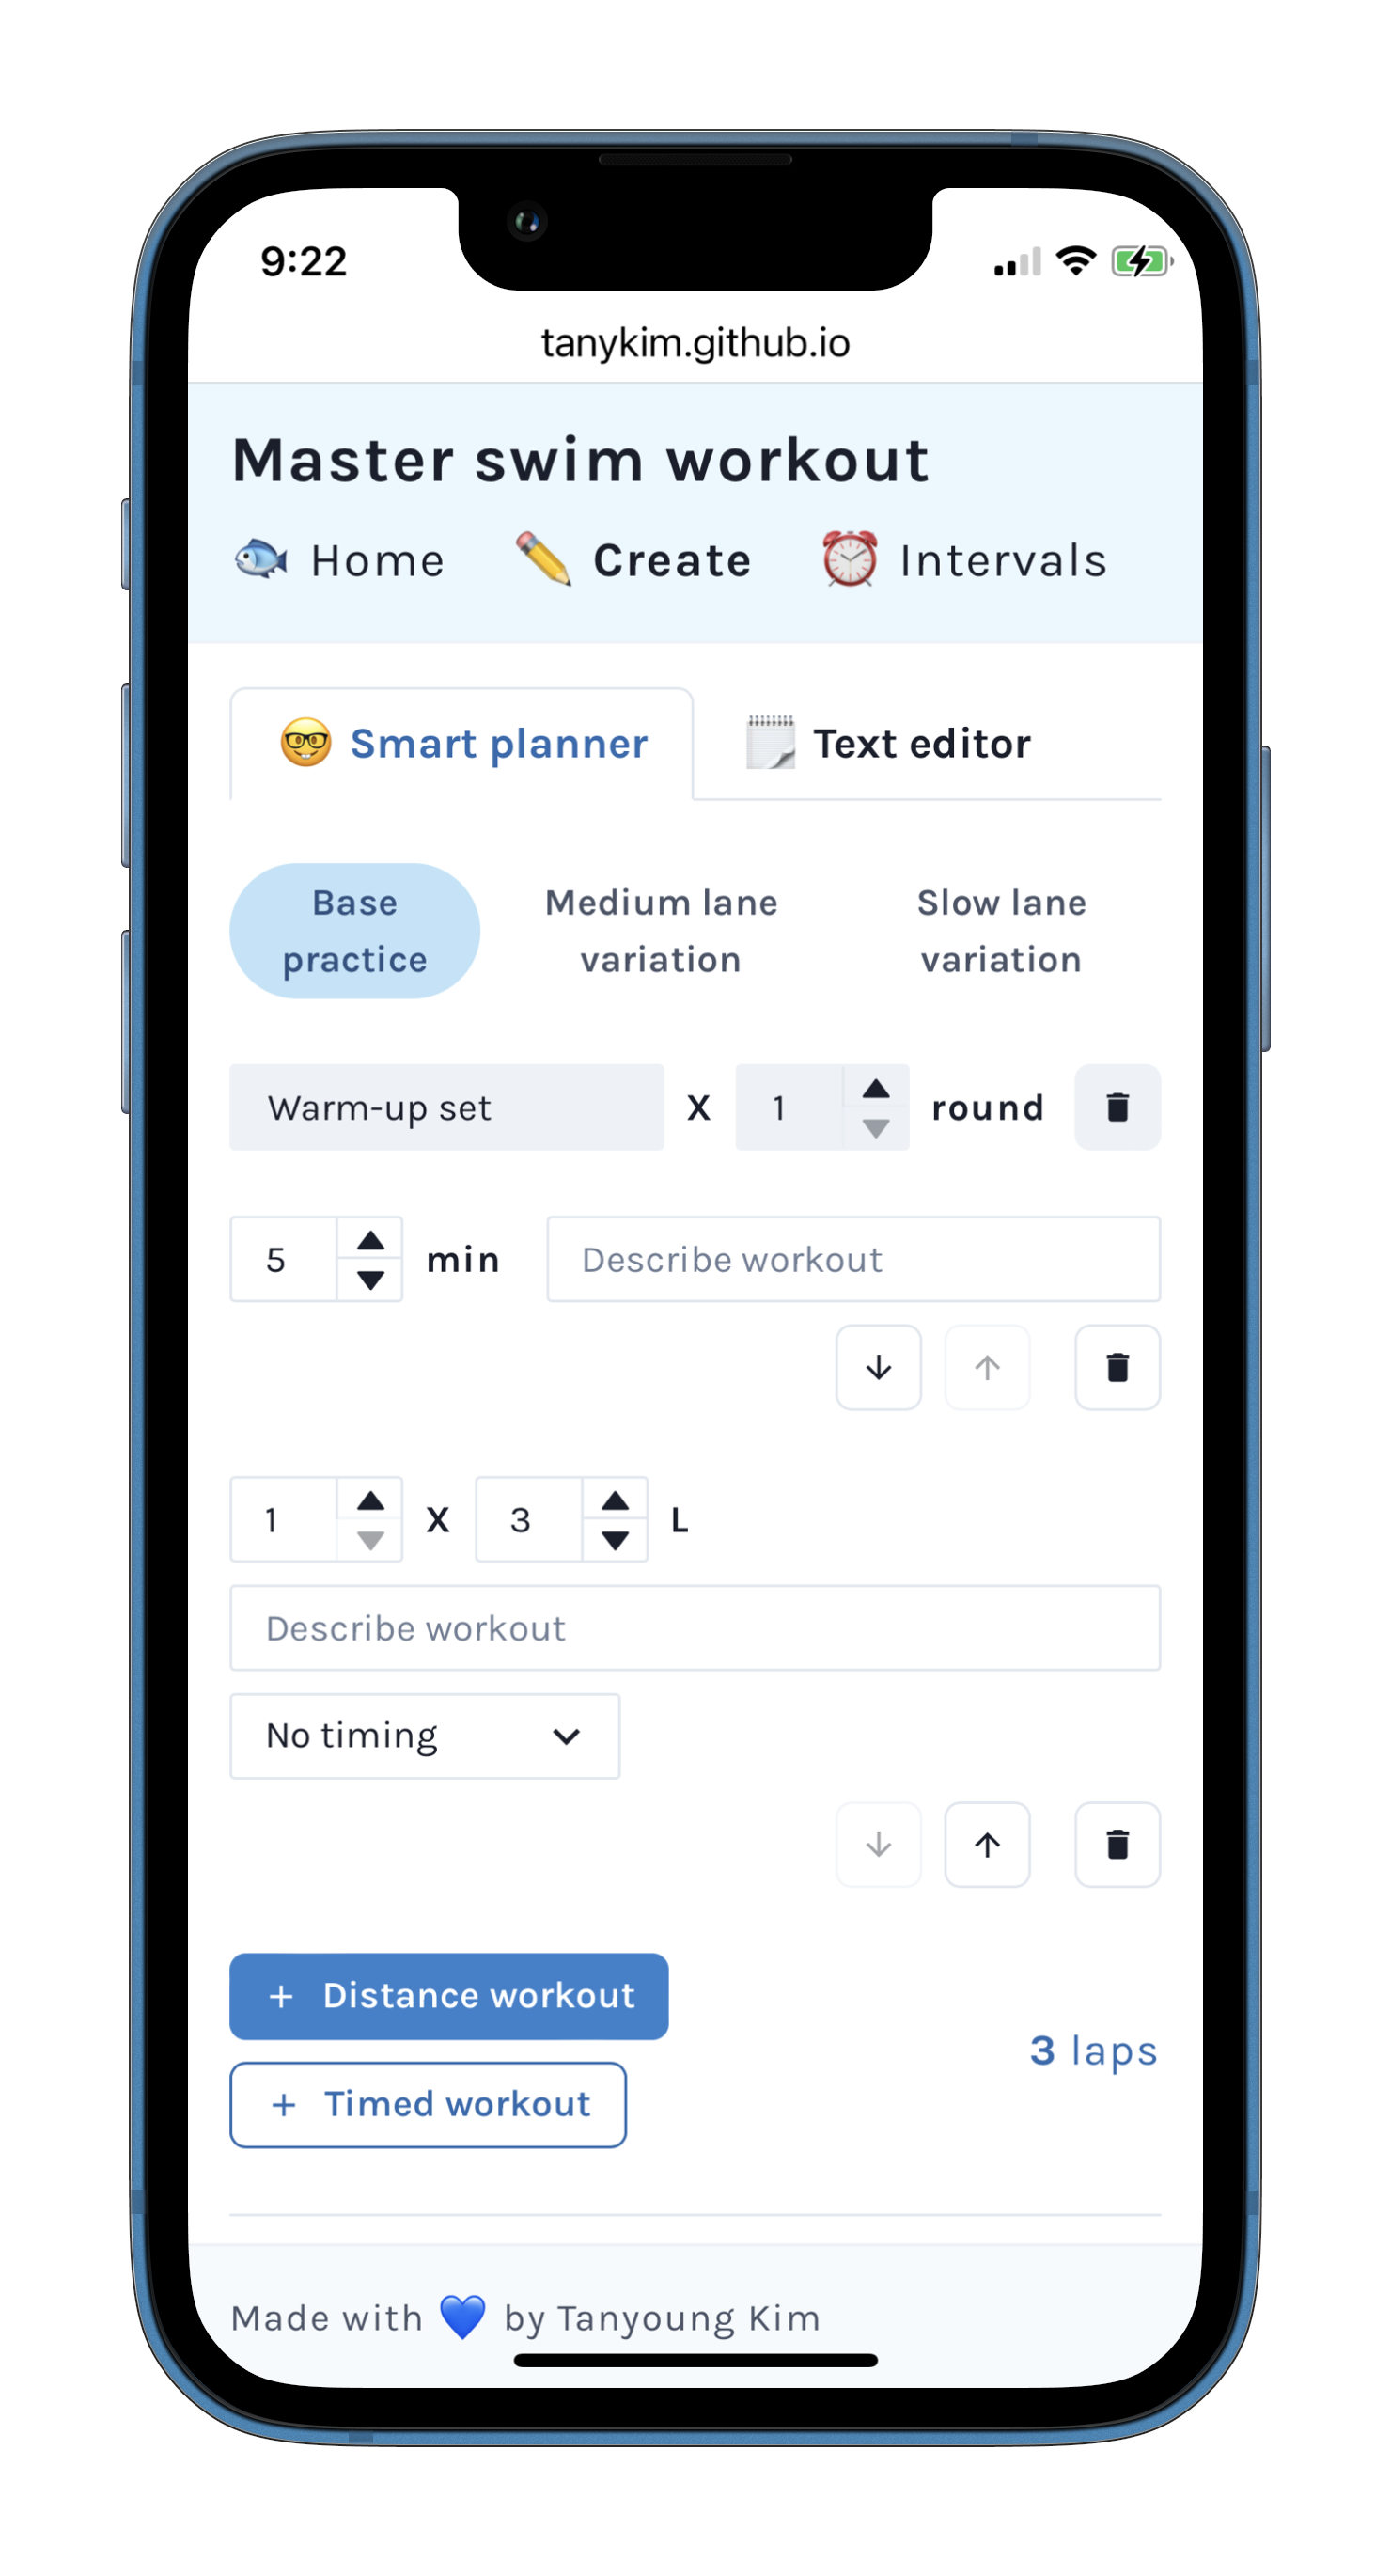 9:22
tanykim.github.io
Master swim workout
Home Create Intervals
Smart planner Text editor
Base practice
Medium lane variation
Slow lane variation
Warm-up set X 1 round
5 min Describe workout
1 X 3 L
Describe workout
No timing
+ Distance workout
3 laps
+ Timed workout
Made with 💙 by Tanyoung Kim